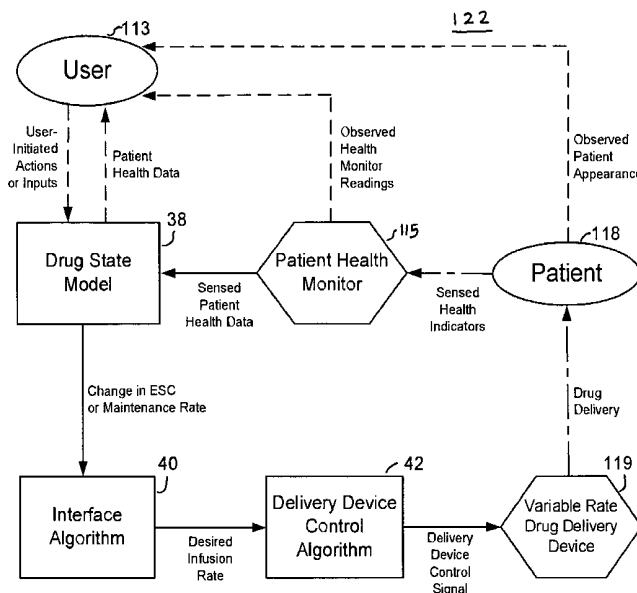 122
113
User
User-
Initiated
Actions
or Inputs
Patient
Health Data
Observed
Health
Monitor
Readings
Observed
Patient
Appearance
38
Drug State
Model
115
Patient Health
Monitor
118
Patient
Sensed
Patient
Health Data
Sensed
Health
Indicators
Change in ESC
or Maintenance Rate
Drug
Delivery
40
Interface
Algorithm
42
Delivery Device
Control
Algorithm
119
Variable Rate
Drug Delivery
Device
Desired
Infusion
Rate
Delivery
Device
Control
Signal